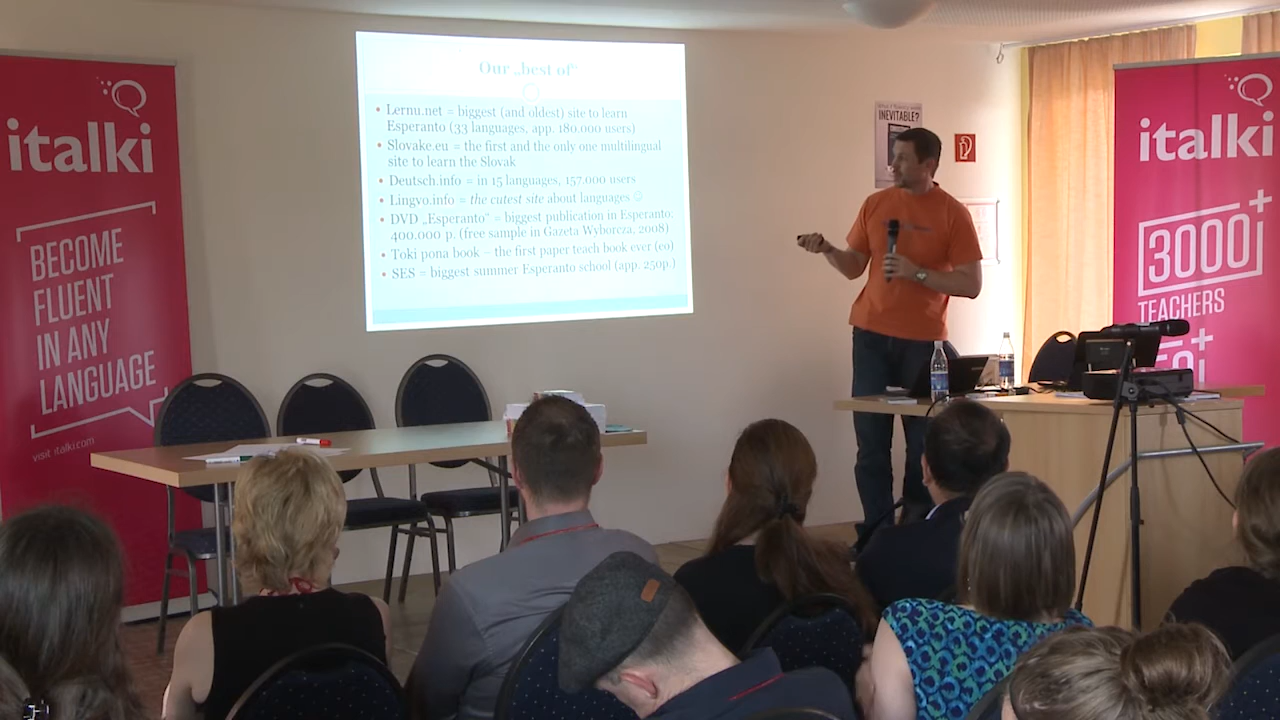 italki
BECOME
FLUENT
IN ANY
LANGUAGE
visit italki.com
Our „best of“
Lernu.net = biggest (and oldest) site to learn
Esperanto (33 languages, app. 180.000 users)
Slovake.eu = the first and the only one multilingual
site to learn the Slovak
Deutsch.info = in 15 languages, 157.000 users
Lingvo.info = the cutest site about languages ☺
DVD „Esperanto“ = biggest publication in Esperanto,
400.000 p. (free sample in Gazeta Wyborcza, 2008)
Toki pona book – the first paper teach book ever (eo)
SES = biggest summer Esperanto school (app. 250p.)
INEVITABLE?
italki
3000+
TEACHERS